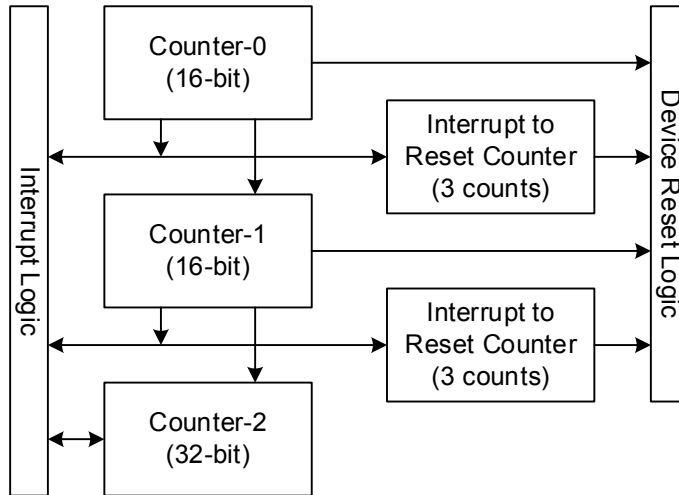 Counter-0
(16-bit)
Interrupt to
Reset Counter
(3 counts)
Counter-1
(16-bit)
Interrupt to
Reset Counter
(3 counts)
Counter-2
(32-bit)
Interrupt Logic
Device Reset Logic